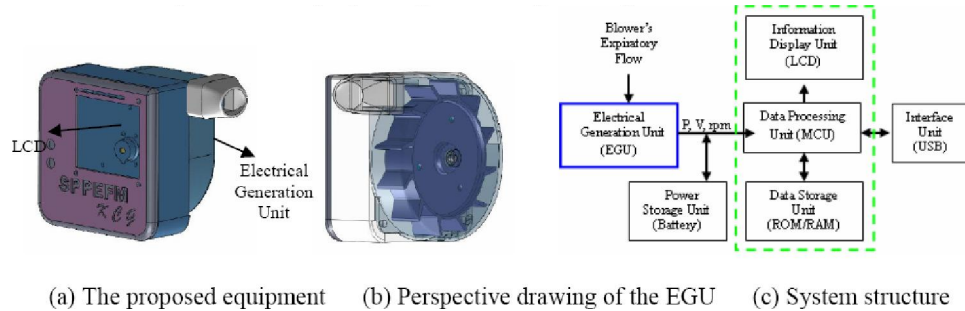 LCD
SFPEFM
KCG
Electrical
Generation
Unit
Blower's
Expiratory
Flow
Electrical
Generation Unit
(EGU)
P, V, rpm
Power
Storage Unit
(Battery)
Information
Display Unit
(LCD)
Data Processing
Unit (MCU)
Data Storage
Unit
(ROM/RAM)
Interface
Unit
(USB)
(a) The proposed equipment
(b) Perspective drawing of the EGU
(c) System structure